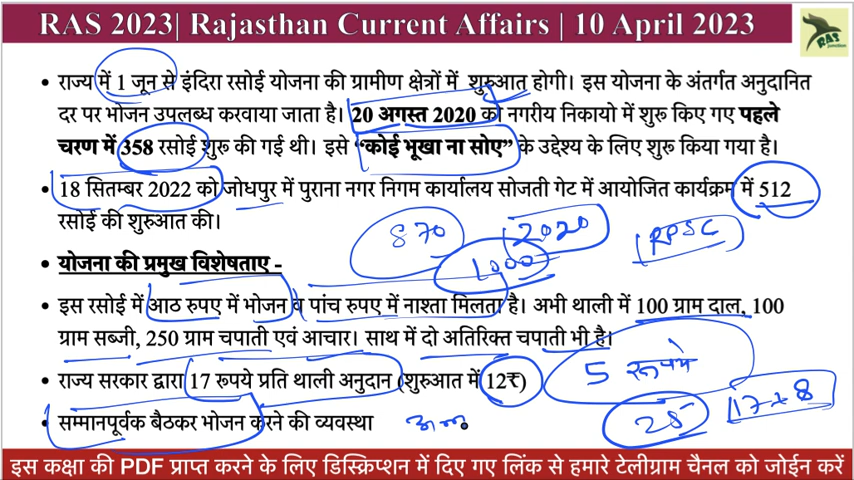 RAS 2023| Rajasthan Current Affairs | 10 April 2023
RAS
junction
• राज्य में 1 जून से इंदिरा रसोई योजना की ग्रामीण क्षेत्रों में शुरुआत होगी। इस योजना के अंतर्गत अनुदानित
दर पर भोजन उपलब्ध करवाया जाता है। 20 अगस्त 2020 को नगरीय निकायो में शुरू किए गए पहले
चरण में 358 रसोई शुरू की गई थी। इसे "कोई भूखा ना सोए" के उद्देश्य के लिए शुरू किया गया है।
• 18 सितम्बर 2022 को जोधपुर में पुराना नगर निगम कार्यालय सोजती गेट में आयोजित कार्यक्रम में 512
रसोई की शुरुआत की।
870 2020 RPSC
1000
• योजना की प्रमुख विशेषताए -
• इस रसोई में आठ रुपए में भोजन व पांच रुपए में नाश्ता मिलता है। अभी थाली में 100 ग्राम दाल, 100
ग्राम सब्जी, 250 ग्राम चपाती एवं आचार। साथ में दो अतिरिक्त चपाती भी है।
5 रूपये
• राज्य सरकार द्वारा 17 रूपये प्रति थाली अनुदान (शुरुआत में 12₹)
25 17+8
• सम्मानपूर्वक बैठकर भोजन करने की व्यवस्था
इस कक्षा की PDF प्राप्त करने के लिए डिस्क्रिप्शन में दिए गए लिंक से हमारे टेलीग्राम चैनल को जोईन करें